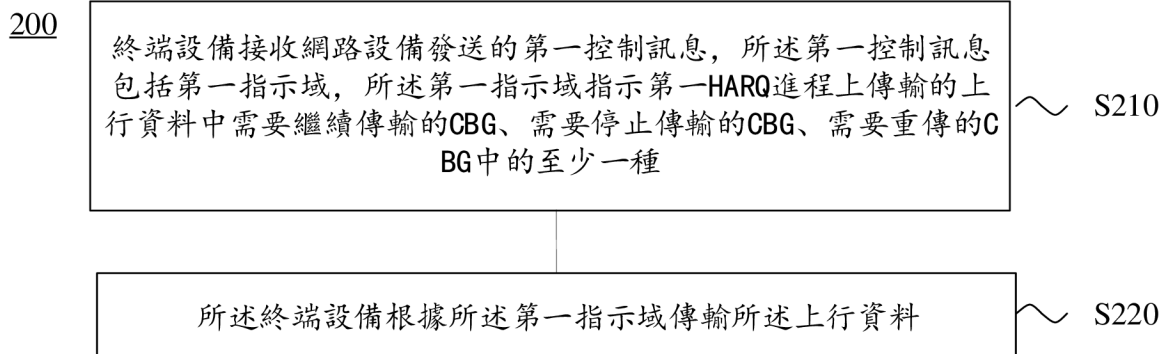 200
終端設備接收網路設備發送的第一控制訊息，所述第一控制訊息
包括第一指示域，所述第一指示域指示第一HARQ進程上傳輸的上
行資料中需要繼續傳輸的CBG、需要停止傳輸的CBG、需要重傳的C
BG中的至少一種
S210
所述終端設備根據所述第一指示域傳輸所述上行資料
S220